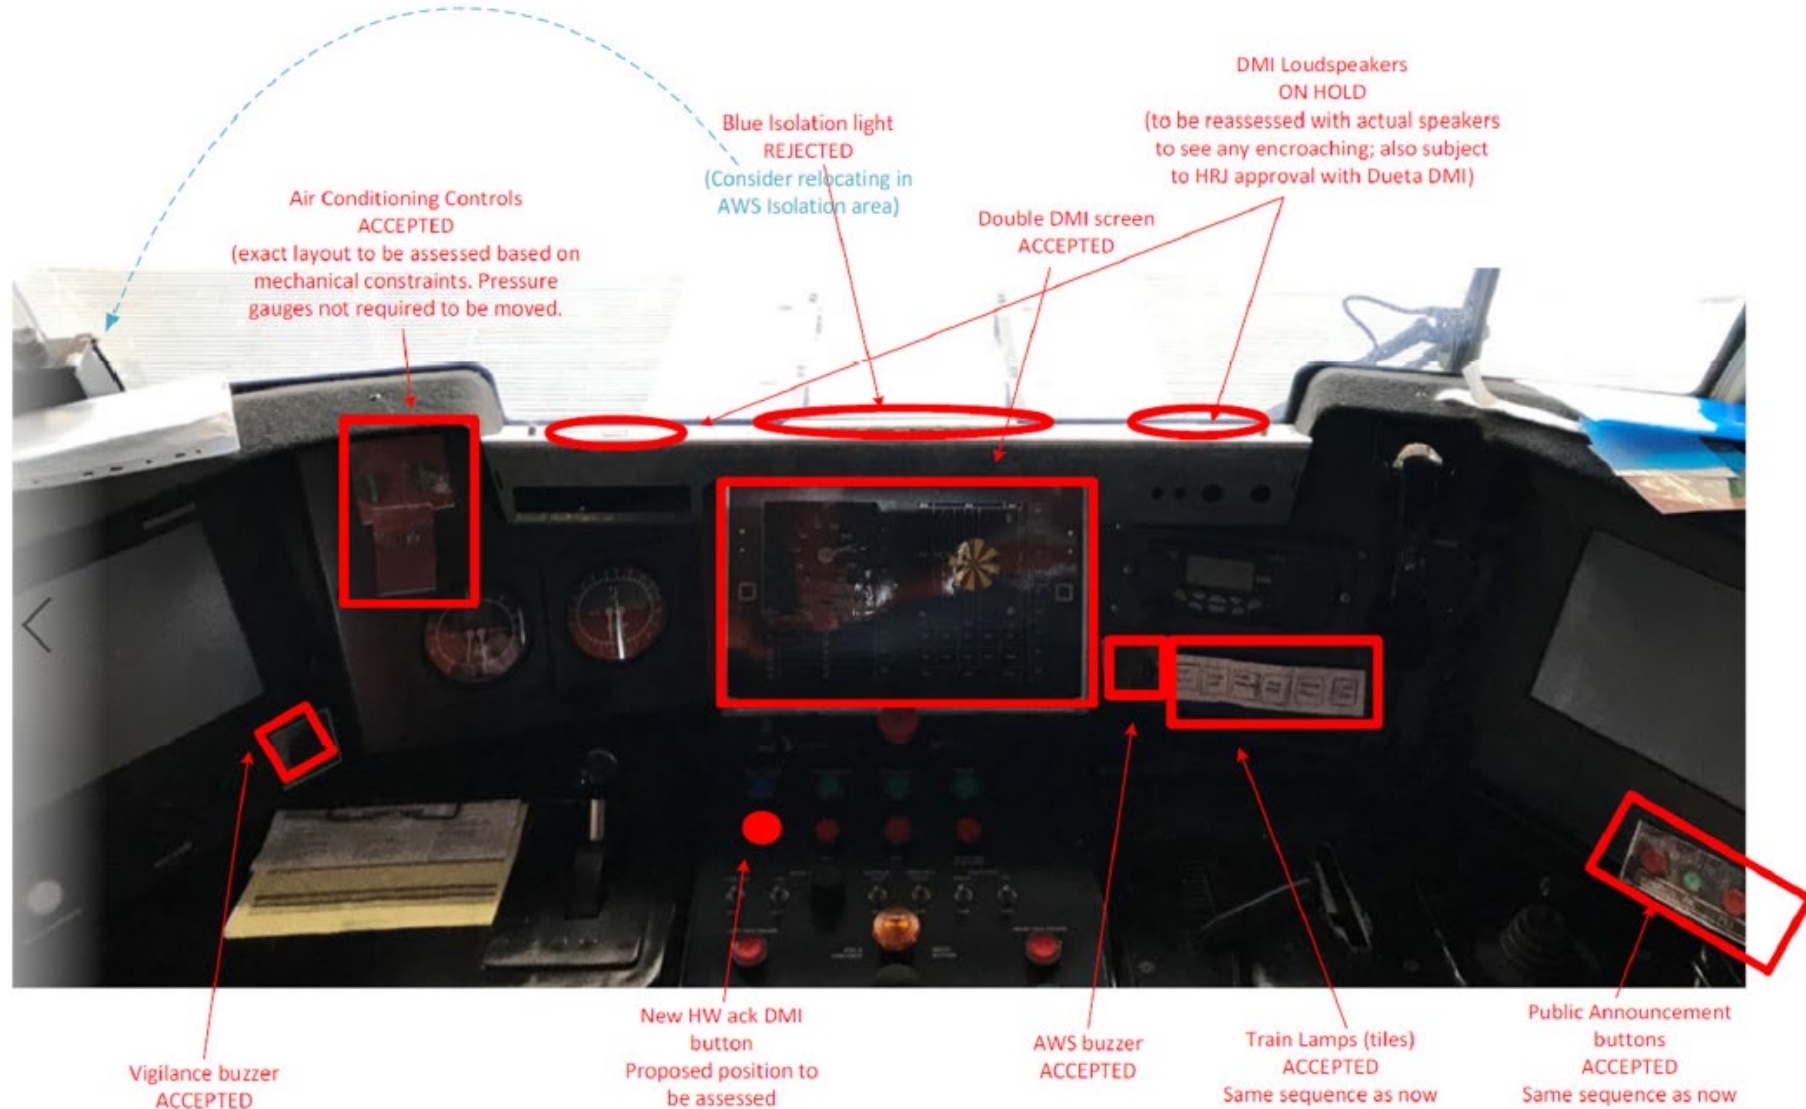 DMI Loudspeakers
ON HOLD
(to be reassessed with actual speakers
to see any encroaching; also subject
to HRJ approval with Dueta DMI)
Blue Isolation light
REJECTED
(Consider relocating in
AWS Isolation area)
Air Conditioning Controls
ACCEPTED
(exact layout to be assessed based on
mechanical constraints. Pressure
gauges not required to be moved.
Double DMI screen
ACCEPTED
Vigilance buzzer
ACCEPTED
New HW ack DMI
button
Proposed position to
be assessed
AWS buzzer
ACCEPTED
Train Lamps (tiles)
ACCEPTED
Same sequence as now
Public Announcement
buttons
ACCEPTED
Same sequence as now